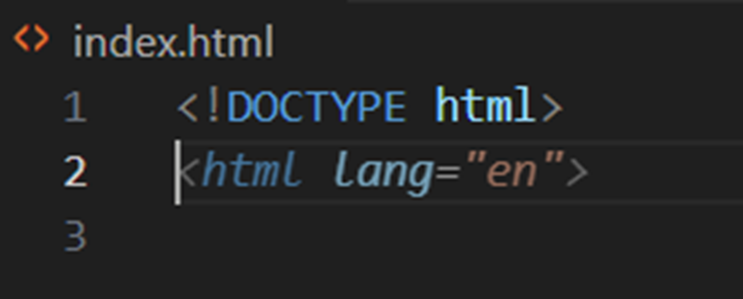 index.html
1 <!DOCTYPE html>
2 <html lang="en">
3